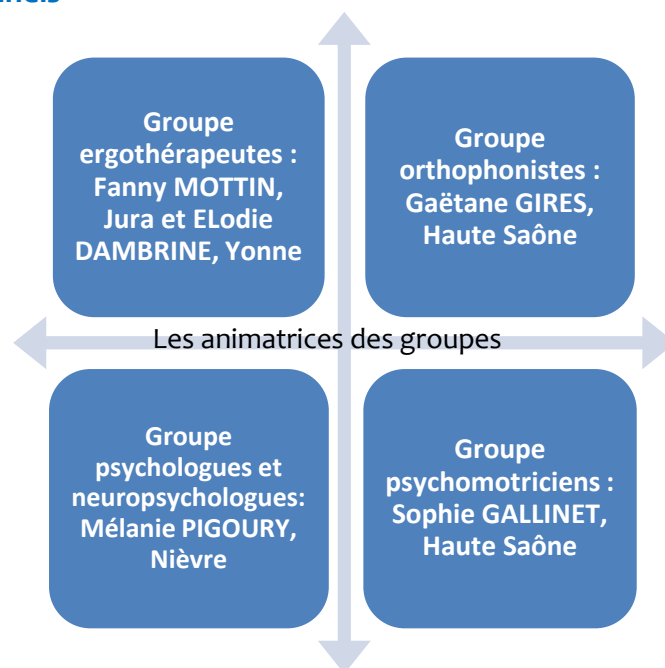 Groupe
ergothérapeutes :
Fanny MOTTIN,
Jura et ELodie
DAMBRINE, Yonne
Groupe
orthophonistes :
Gaëtane GIRES,
Haute Saône
Les animatrices des groupes
Groupe
psychologues et
neuropsychologues:
Mélanie PIGOURY,
Nièvre
Groupe
psychomotriciens :
Sophie GALLINET,
Haute Saône